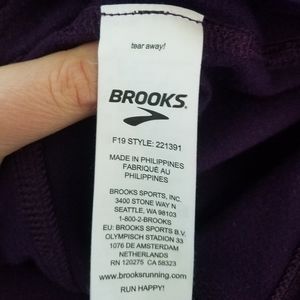 tear away!
BROOKS
F19 STYLE: 221391
MADE IN PHILIPPINES
FABRIQUÉ AU
PHILIPPINES
BROOKS SPORTS, INC.
3400 STONE WAY N
SEATTLE, WA 98103
1-800-2-BROOKS
EU: BROOKS SPORTS B.V.
OLYMPISCH STADION 33
1076 DE AMSTERDAM
NETHERLANDS
RN 120275 CA 58323
www.brooksrunning.com
RUN HAPPY!